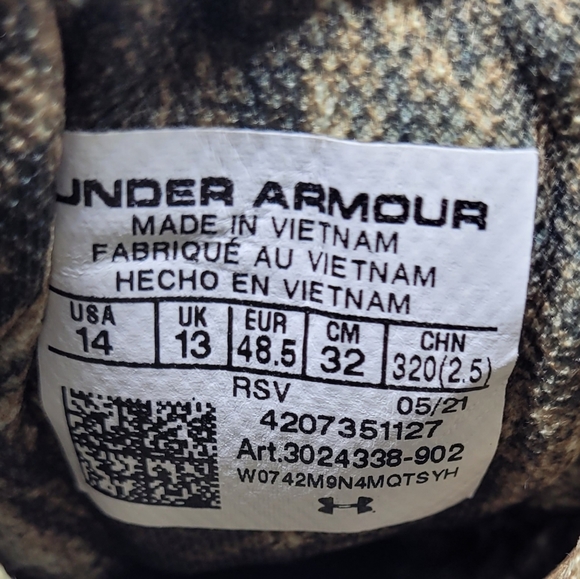 UNDER ARMOUR
MADE IN VIETNAM
FABRIQUÉ AU VIETNAM
HECHO EN VIETNAM
USA UK EUR CM CHN
14 13 48.5 32 320(2.5)
RSV 05/21
4207351127
Art.3024338-902
W0742M9N4MQTSYH